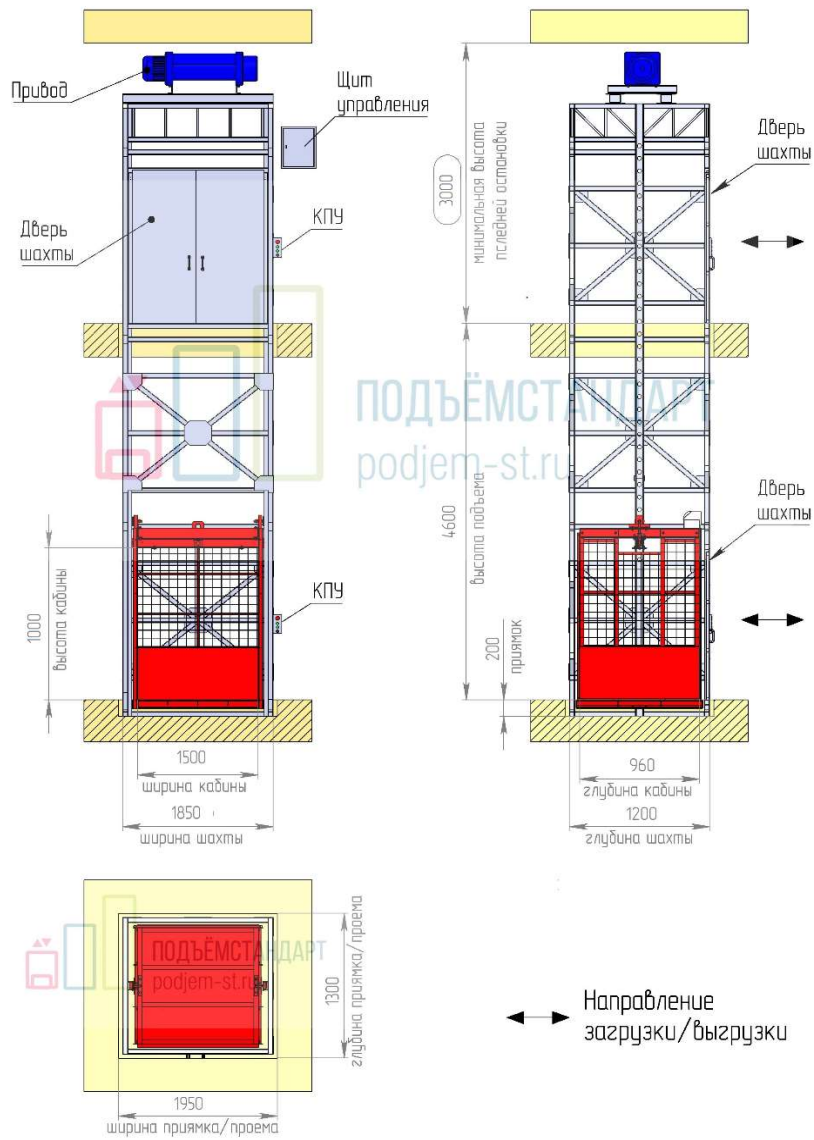 Привод
Щит
управления
Дверь
шахты
КПУ
Дверь
шахты
3000
минимальная высота
пследней остановки
ПОДЪЁМСТАНДАРТ
podjem-st.ru
4600
высота подъема
Дверь
шахты
1000
высота кабины
КПУ
200
приямок
1500
ширина кабины
1850
ширина шахты
960
глубина кабины
1200
глубина шахты
ПОДЪЁМСТАНДАРТ
podjem-st.ru
1300
глубина приямка/проема
1950
ширина приямка/проема
Направление
загрузки/выгрузки